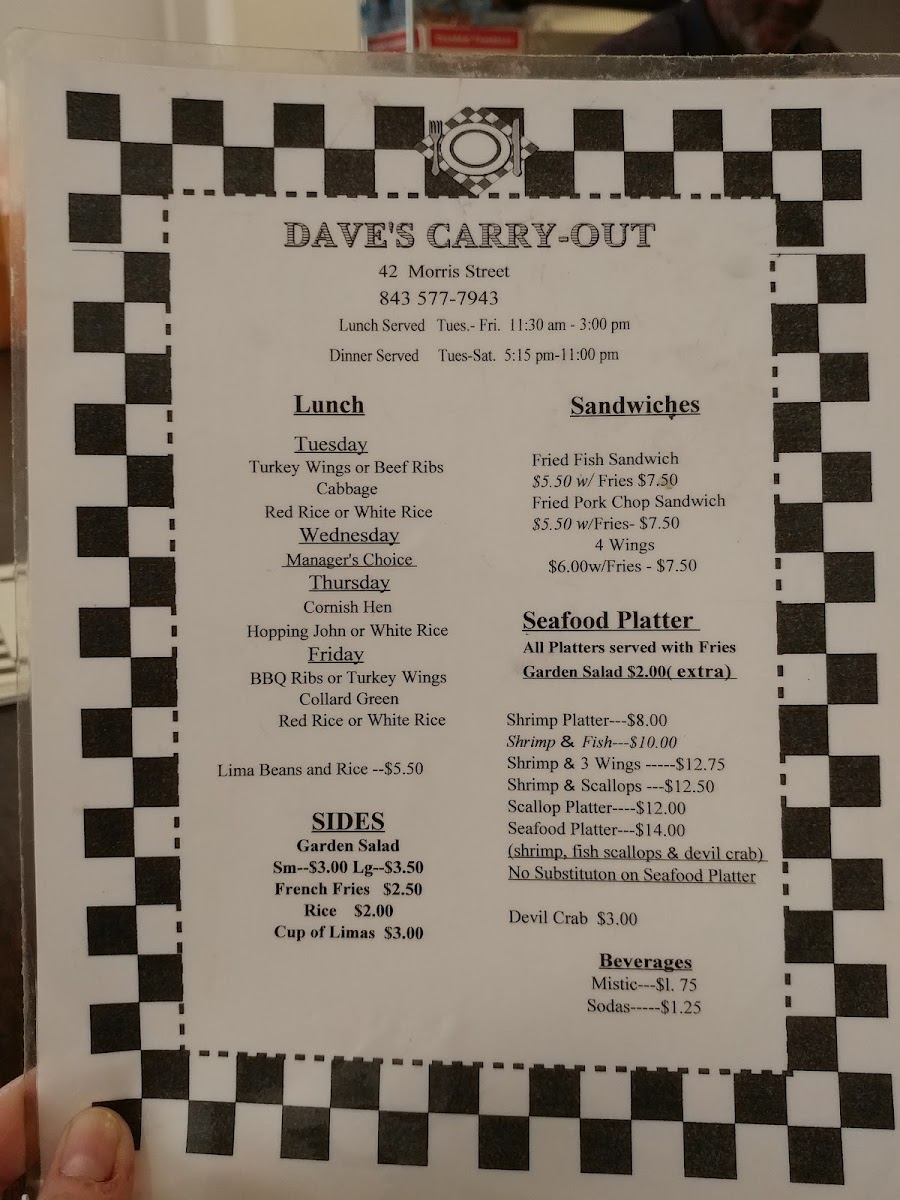 DAVE'S CARRY-OUT
42 Morris Street
843 577-7943
Lunch Served Tues.- Fri. 11:30 am - 3:00 pm
Dinner Served Tues-Sat. 5:15 pm-11:00 pm
Lunch
Tuesday
Turkey Wings or Beef Ribs
Cabbage
Red Rice or White Rice
Wednesday
Manager's Choice
Thursday
Cornish Hen
Hopping John or White Rice
Friday
BBQ Ribs or Turkey Wings
Collard Green
Red Rice or White Rice
Lima Beans and Rice --$5.50
SIDES
Garden Salad
Sm--$3.00 Lg--$3.50
French Fries $2.50
Rice $2.00
Cup of Limas $3.00
Sandwiches
Fried Fish Sandwich
$5.50 w/ Fries $7.50
Fried Pork Chop Sandwich
$5.50 w/Fries- $7.50
4 Wings
$6.00w/Fries - $7.50
Seafood Platter
All Platters served with Fries
Garden Salad $2.00( extra)
Shrimp Platter---$8.00
Shrimp & Fish---$10.00
Shrimp & 3 Wings -----$12.75
Shrimp & Scallops ---$12.50
Scallop Platter----$12.00
Seafood Platter---$14.00
(shrimp, fish scallops & devil crab)
No Substituton on Seafood Platter
Devil Crab $3.00
Beverages
Mistic---$1. 75
Sodas-----$1.25